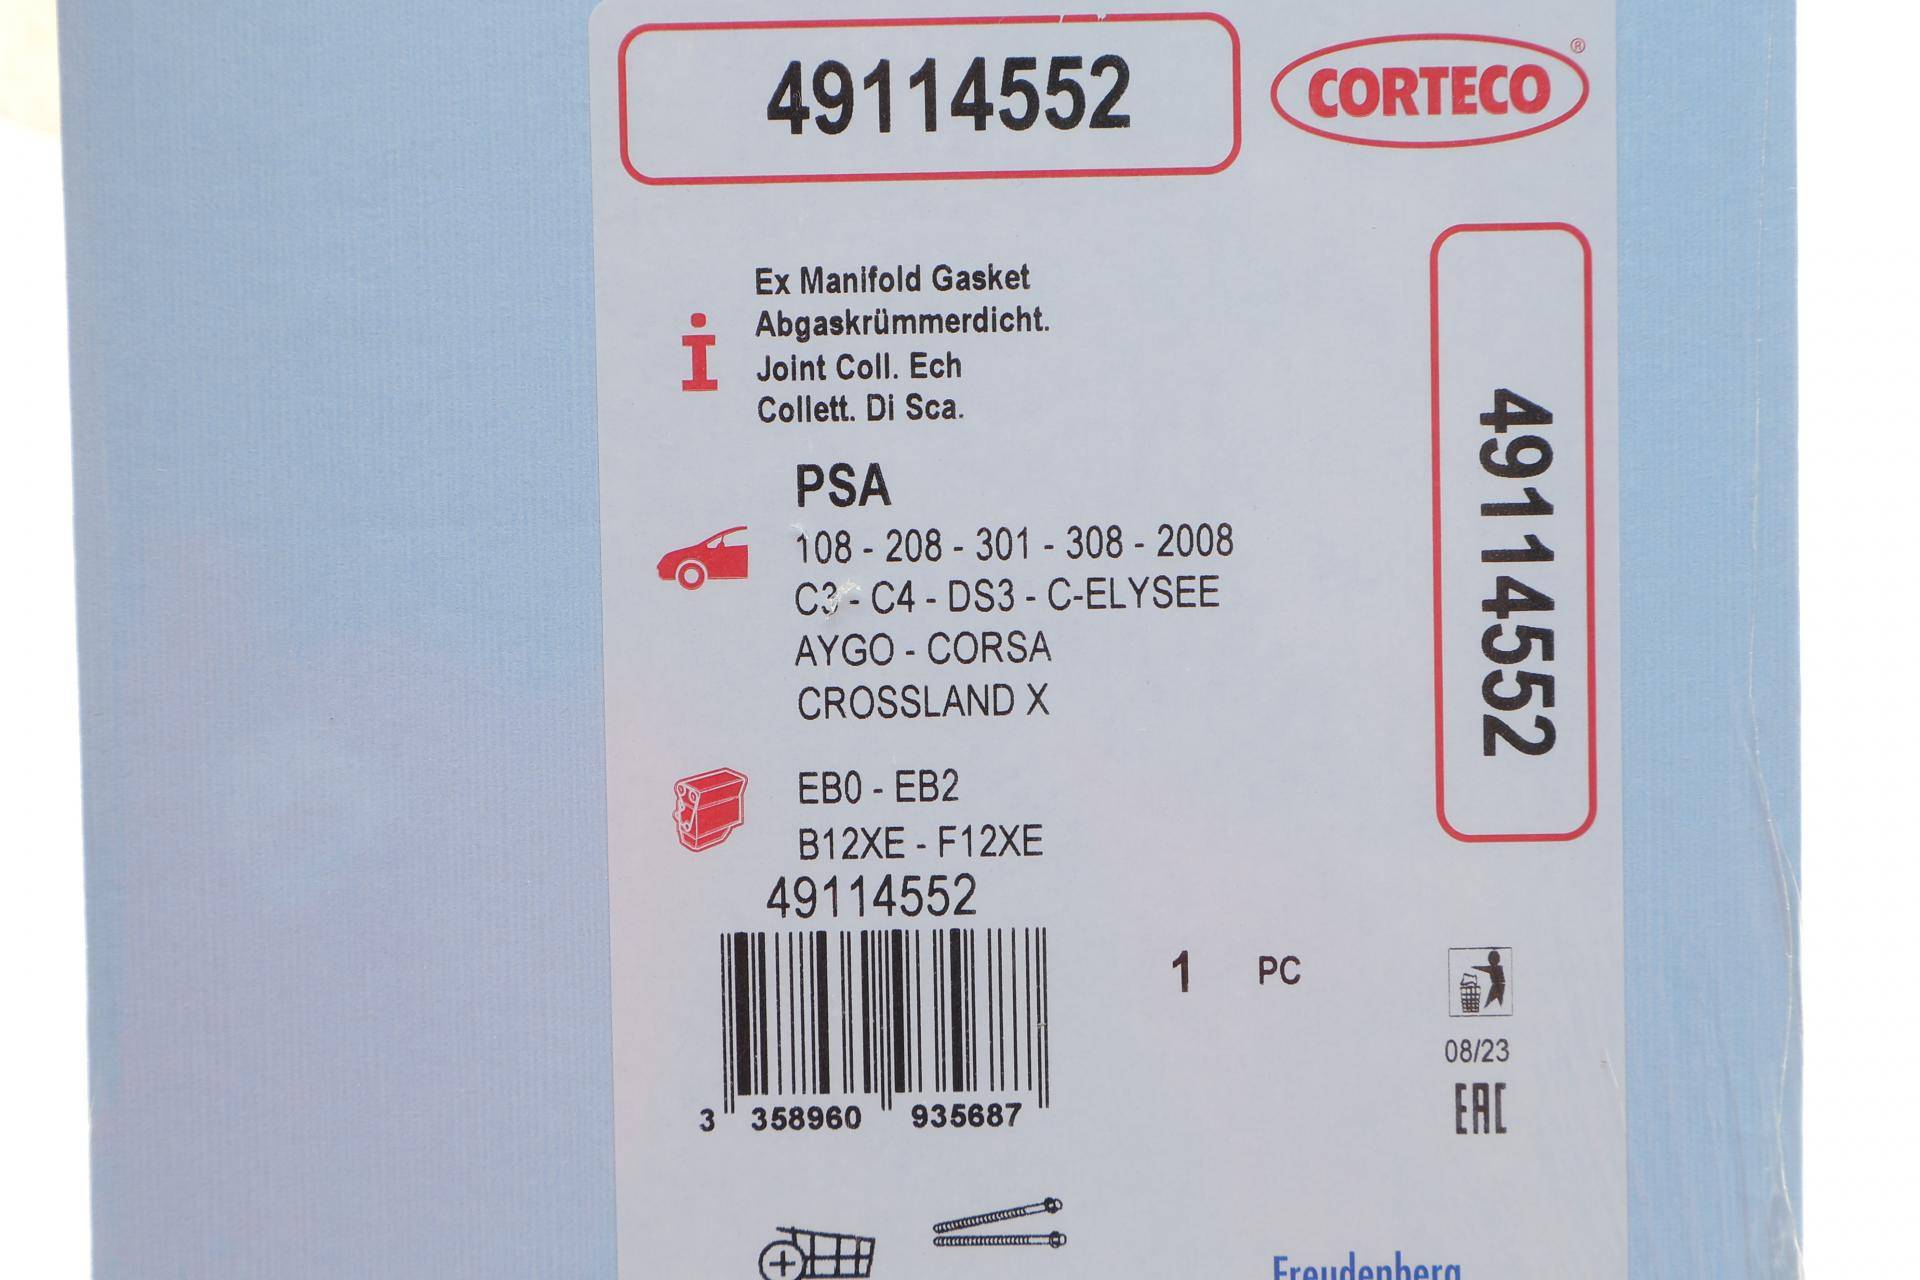 49114552
CORTECO®
Ex Manifold Gasket
Abgaskrümmerdicht.
Joint Coll. Ech
Collett. Di Sca.
49114552
PSA
108 - 208 - 301 - 308 - 2008
C3 - C4 - DS3 - C-ELYSEE
AYGO - CORSA
CROSSLAND X
EB0 - EB2
B12XE - F12XE
49114552
1 PC
08/23
EAC
3 358960 935687
Freudenberg